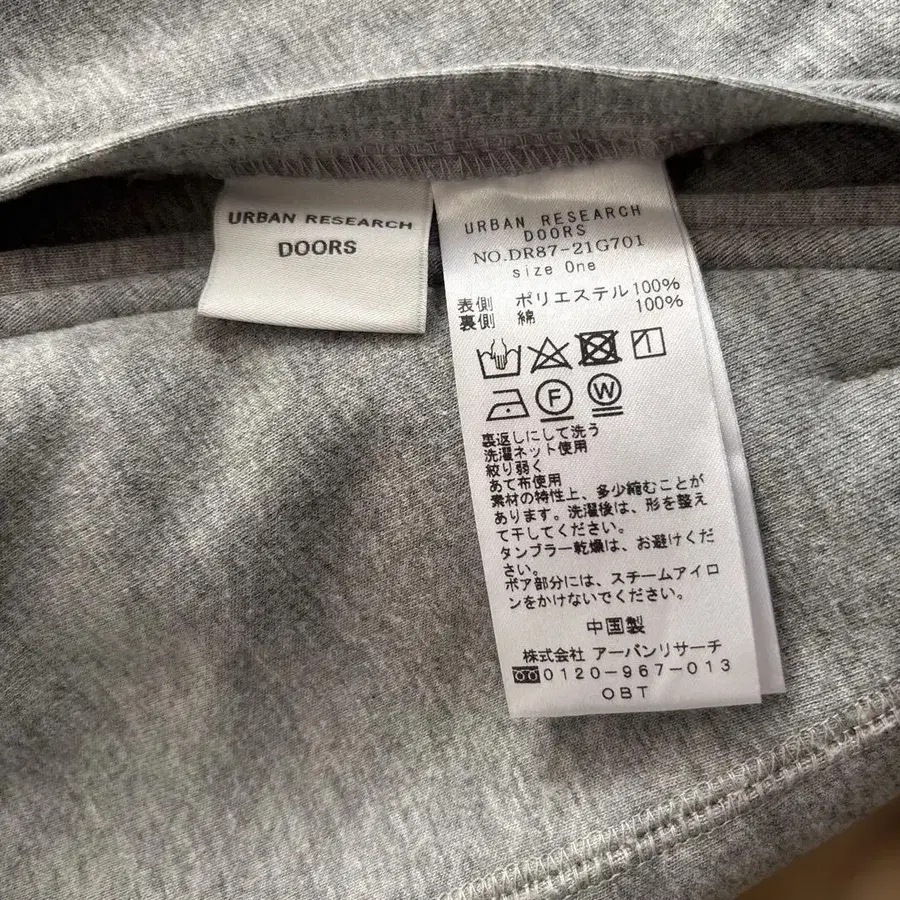 URBAN RESEARCH
DOORS
URBAN RESEARCH
DOORS
NO.DR87-21G701
size One
表側 ポリエステル100%
裏側 綿 100%
F W
裏返しにして洗う
洗濯ネット使用
絞り弱く
あて布使用
素材の特性上、多少縮むことが
あります。洗濯後は、形を整え
て干してください。
タンブラー乾燥は、お避けくだ
さい。
ボア部分には、スチームアイロ
ンをかけないでください。
中国製
株式会社 アーバンリサーチ
0120-967-013
OBT